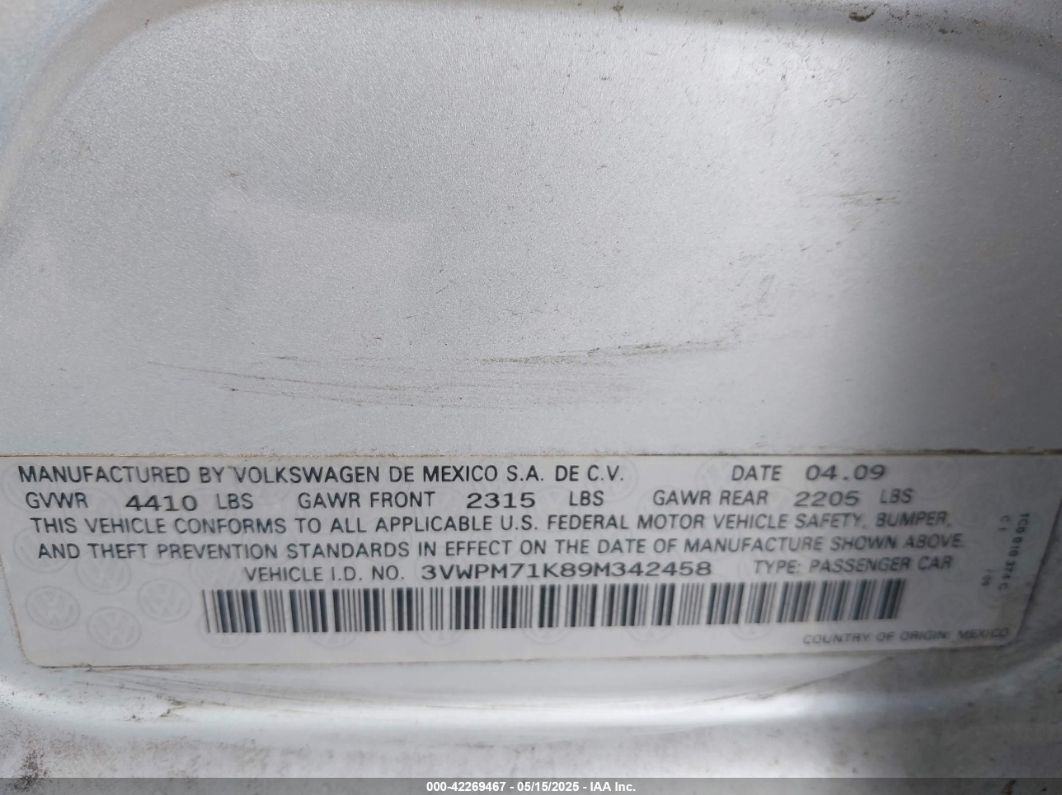 MANUFACTURED BY VOLKSWAGEN DE MEXICO S.A. DE C.V. DATE 04.09
GVWR 4410 LBS GAWR FRONT 2315 LBS GAWR REAR 2205 LBS
THIS VEHICLE CONFORMS TO ALL APPLICABLE U.S. FEDERAL MOTOR VEHICLE SAFETY, BUMPER,
AND THEFT PREVENTION STANDARDS IN EFFECT ON THE DATE OF MANUFACTURE SHOWN ABOVE.
VEHICLE I.D. NO. 3VWPM71K89M342458 TYPE: PASSENGER CAR
COUNTRY OF ORIGIN: MEXICO
000-42269467 - 05/15/2025 - IAA Inc.